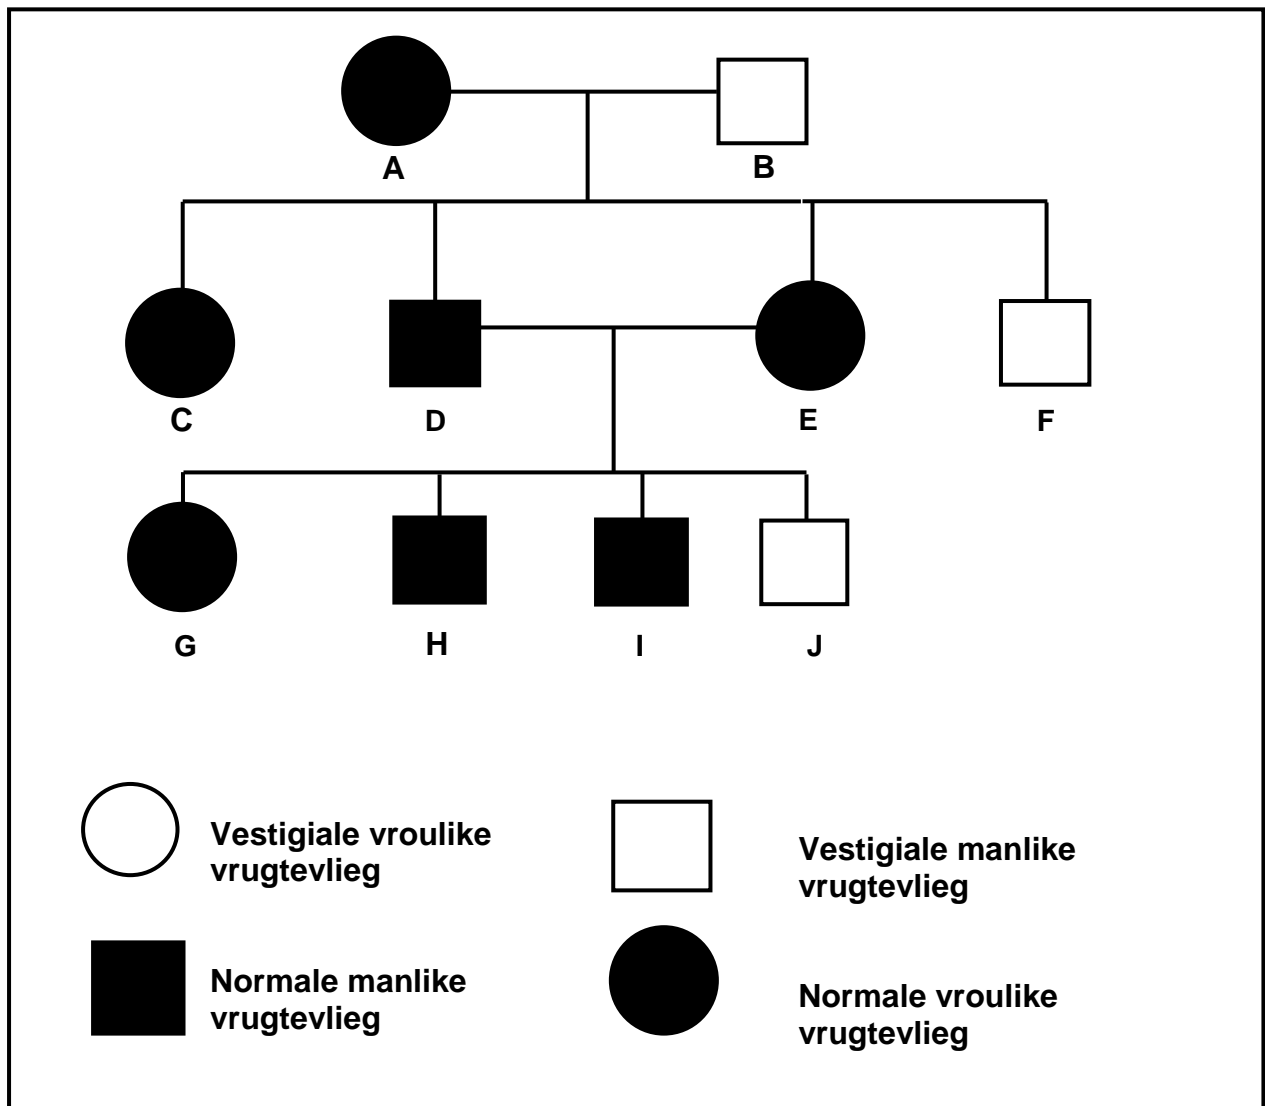 A
B
C
D
E
F
G
H
I
J
Vestigiale vroulike
vrugtevlieg
Vestigiale manlike
vrugtevlieg
Normale manlike
vrugtevlieg
Normale vroulike
vrugtevlieg